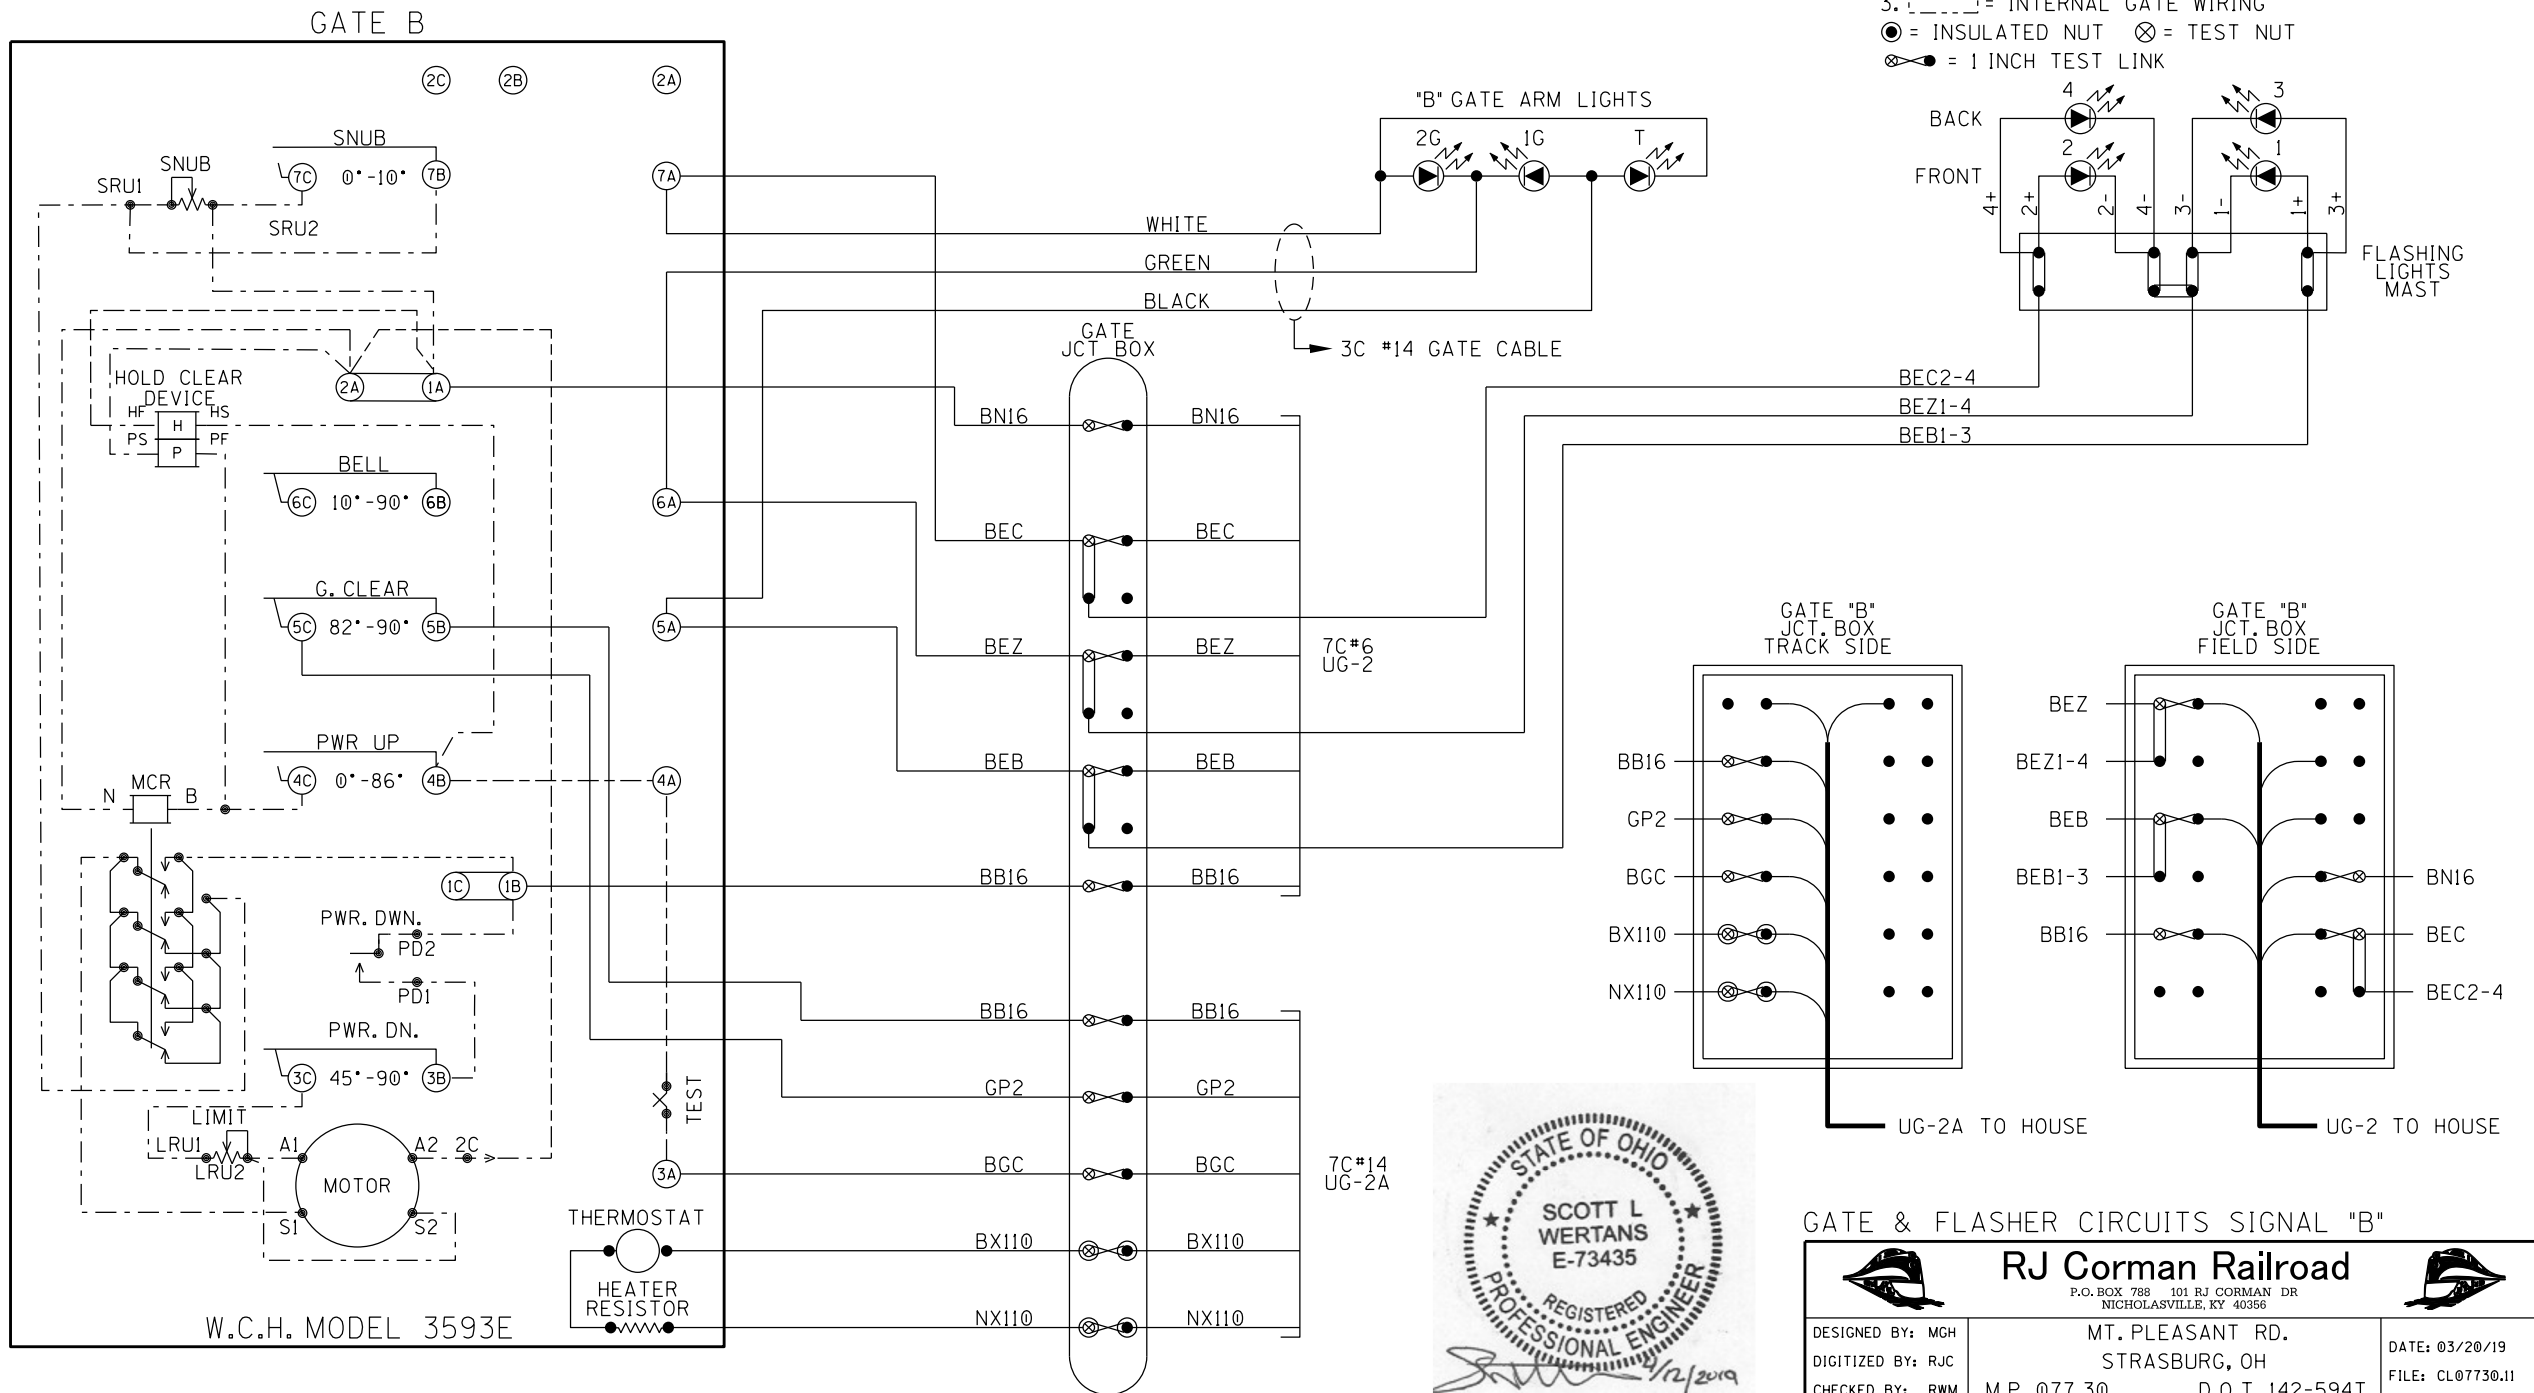 GATE B
3. = INTERNAL GATE WIRING
= INSULATED NUT = TEST NUT
= 1 INCH TEST LINK
2C 2B 2A
SNUB
SNUB
SRU1
SRU2
7C 0°-10° 7B
7A
HOLD CLEAR
DEVICE
HF H HS
PS P PF
2A 1A
BELL
6C 10°-90° 6B
6A
G. CLEAR
5C 82°-90° 5B
5A
PWR UP
4C 0°-86° 4B
4A
MCR
N B
1C 1B
PWR. DWN.
PD2
PD1
PWR. DN.
3C 45°-90° 3B
TEST
LIMIT
LRU1
LRU2
A1 A2 2C
MOTOR
S1 S2
3A
THERMOSTAT
HEATER
RESISTOR
W.C.H. MODEL 3593E
"B" GATE ARM LIGHTS
2G 1G T
WHITE
GREEN
BLACK
3C #14 GATE CABLE
GATE
JCT BOX
BN16 BN16
BEC BEC
BEZ BEZ
BEB BEB
BB16 BB16
7C#6
UG-2
BB16 BB16
GP2 GP2
BGC BGC
BX110 BX110
NX110 NX110
7C#14
UG-2A
BACK 4 3
FRONT 2 1
4+ 2+ 2- 4- 3- 1- 1+ 3+
FLASHING
LIGHTS
MAST
BEC2-4
BEZ1-4
BEB1-3
GATE "B"
JCT. BOX
TRACK SIDE
BB16
GP2
BGC
BX110
NX110
UG-2A TO HOUSE
GATE "B"
JCT. BOX
FIELD SIDE
BEZ
BEZ1-4
BEB
BEB1-3
BB16
BN16
BEC
BEC2-4
UG-2 TO HOUSE
STATE OF OHIO
SCOTT L
WERTANS
E-73435
REGISTERED
PROFESSIONAL ENGINEER
GATE & FLASHER CIRCUITS SIGNAL "B"
RJ Corman Railroad
P.O. BOX 788 101 RJ CORMAN DR
NICHOLASVILLE, KY 40356
DESIGNED BY: MGH
DIGITIZED BY: RJC
CHECKED BY: RWM
MT. PLEASANT RD.
STRASBURG, OH
M.P. 077.30 D.O.T. 142-594T
DATE: 03/20/19
FILE: CL07730.11